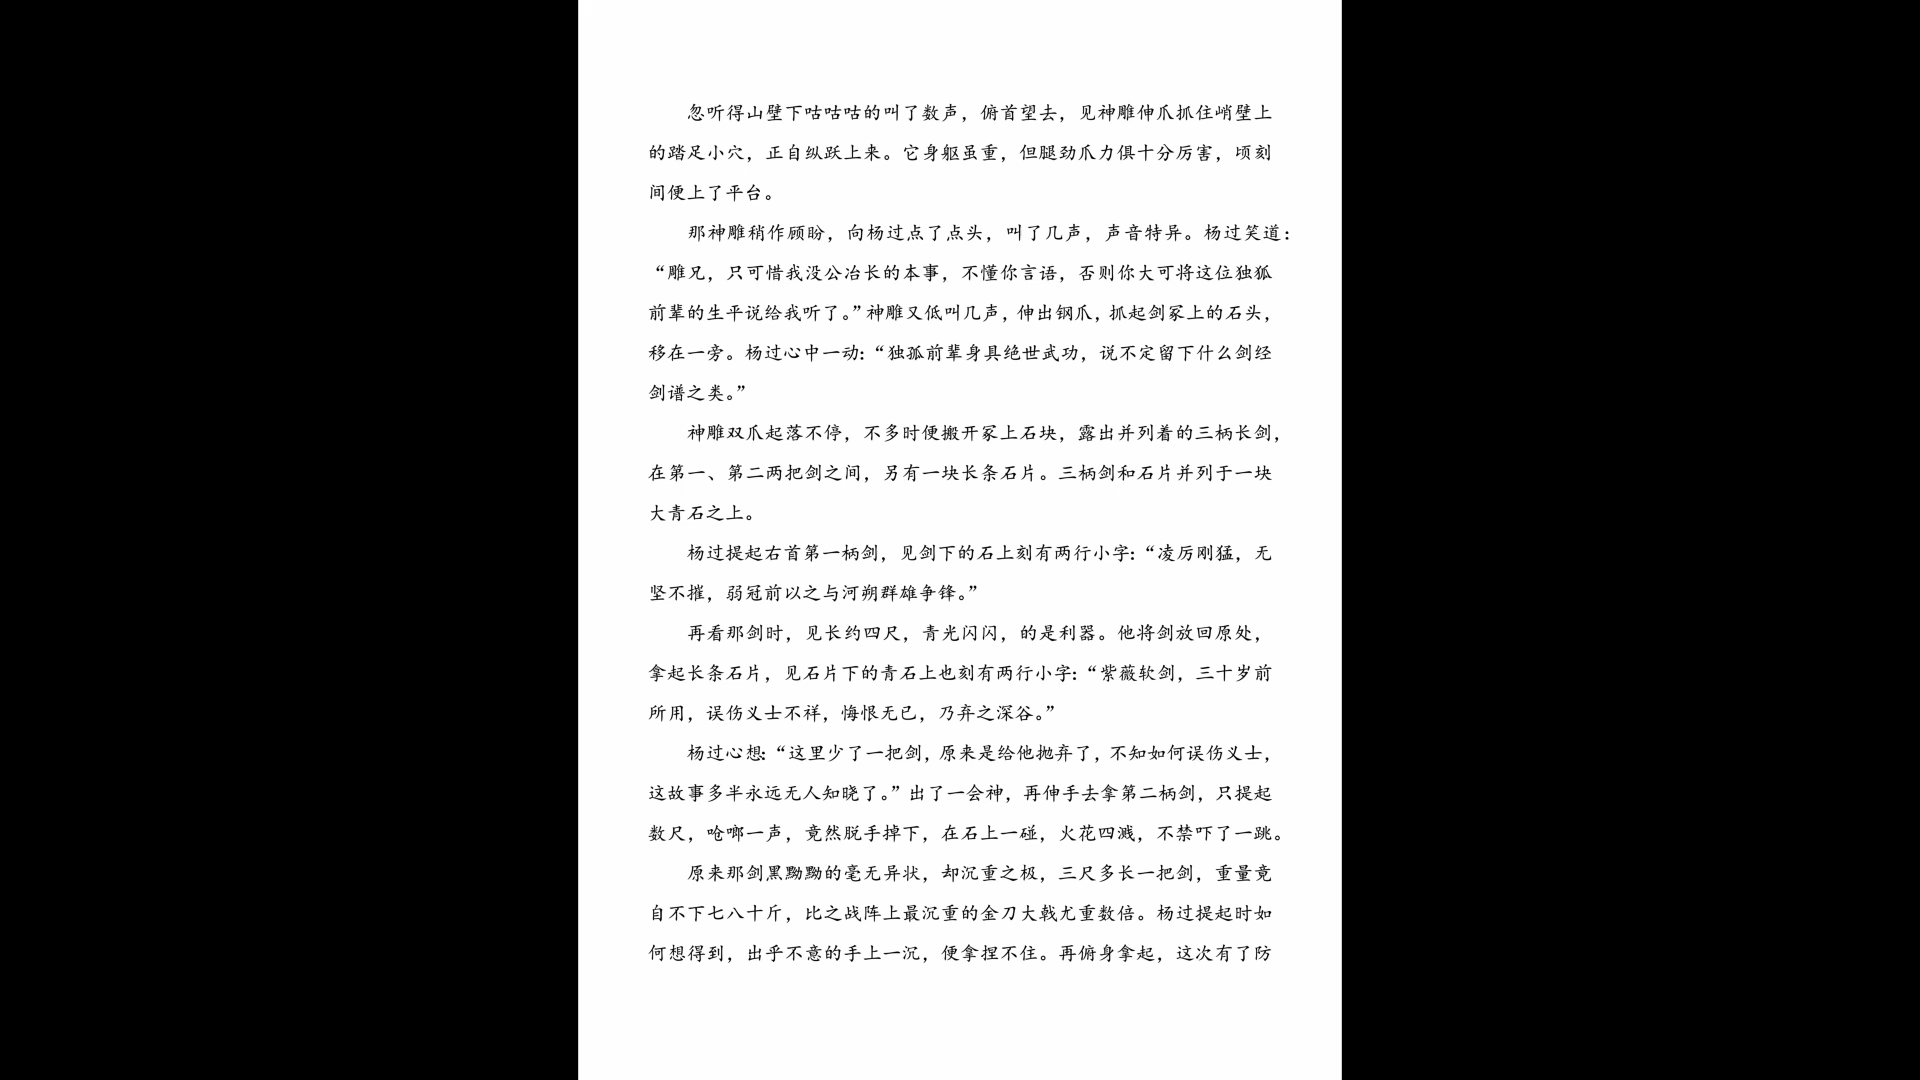 忽听得山壁下咕咕咕的叫了数声，俯首望去，见神雕伸爪抓住峭壁上
的踏足小穴，正自纵跃上来。它身躯虽重，但腿劲爪力俱十分厉害，顷刻
间便上了平台。
那神雕稍作顾盼，向杨过点了点头，叫了几声，声音特异。杨过笑道：
“雕兄，只可惜我没公冶长的本事，不懂你言语，否则你大可将这位独孤
前辈的生平说给我听了。”神雕又低叫几声，伸出钢爪，抓起剑冢上的石头，
移在一旁。杨过心中一动：“独孤前辈身具绝世武功，说不定留下什么剑经
剑谱之类。”
神雕双爪起落不停，不多时便搬开冢上石块，露出并列着的三柄长剑，
在第一、第二两把剑之间，另有一块长条石片。三柄剑和石片并列于一块
大青石之上。
杨过提起右首第一柄剑，见剑下的石上刻有两行小字：“凌厉刚猛，无
坚不摧，弱冠前以之与河朔群雄争锋。”
再看那剑时，见长约四尺，青光闪闪，的是利器。他将剑放回原处，
拿起长条石片，见石片下的青石上也刻有两行小字：“紫薇软剑，三十岁前
所用，误伤义士不祥，悔恨无已，乃弃之深谷。”
杨过心想：“这里少了一把剑，原来是给他抛弃了，不知如何误伤义士，
这故事多半永远无人知晓了。”出了一会神，再伸手去拿第二柄剑，只提起
数尺，呛啷一声，竟然脱手掉下，在石上一碰，火花四溅，不禁吓了一跳。
原来那剑黑黝黝的毫无异状，却沉重之极，三尺多长一把剑，重量竟
自不下七八十斤，比之战阵上最沉重的金刀大戟尤重数倍。杨过提起时如
何想得到，出乎不意的手上一沉，便拿捏不住。再俯身拿起，这次有了防